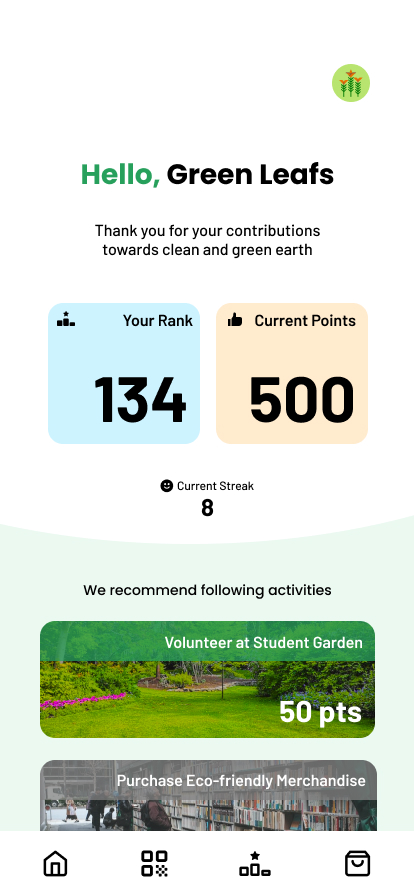 Hello, Green Leafs
Thank you for your contributions
towards clean and green earth
Your Rank
134
Current Points
500
Current Streak
8
We recommend following activities
Volunteer at Student Garden
50 pts
Purchase Eco-friendly Merchandise